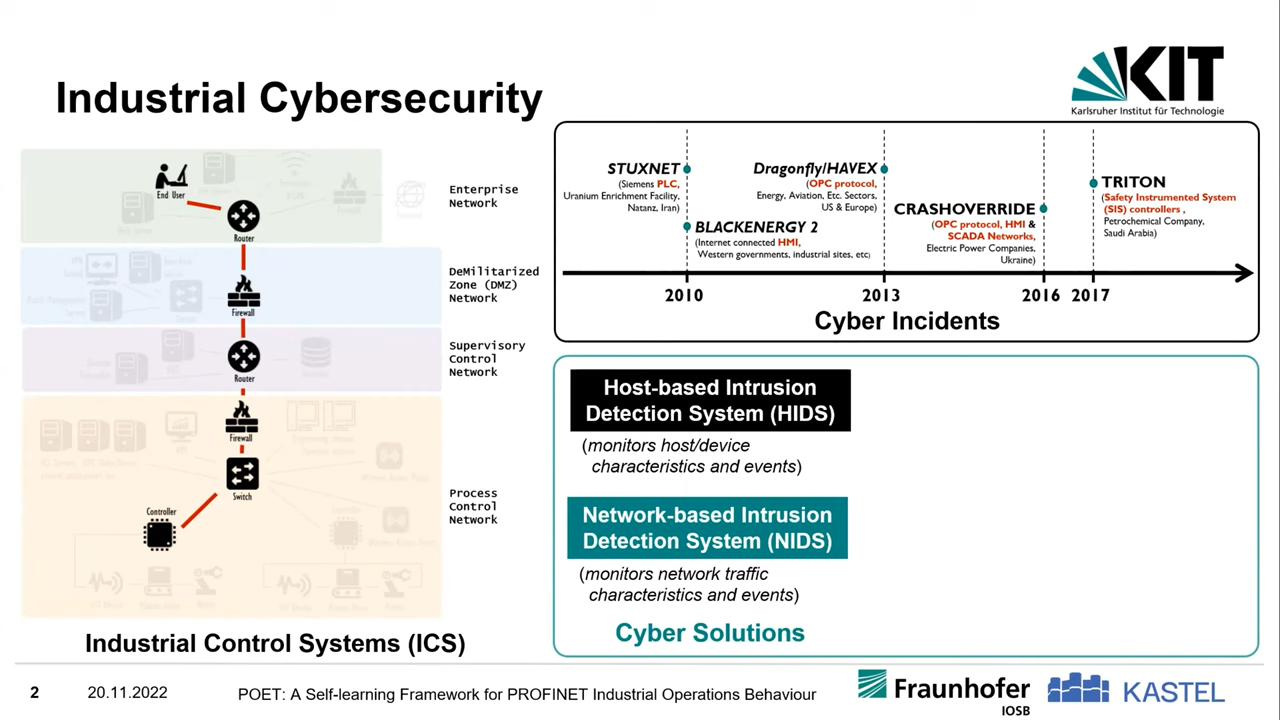 Industrial Cybersecurity
KIT
Karlsruher Institut für Technologie
End User
Router
Enterprise
Network
Firewall
DeMilitarized
Zone (DMZ)
Network
Router
Supervisory
Control
Network
Firewall
Switch
Controller
Process
Control
Network
Industrial Control Systems (ICS)
STUXNET
(Siemens PLC,
Uranium Enrichment Facility,
Natanz, Iran)
BLACKENERGY 2
(Internet connected HMI,
Western governments, industrial sites, etc)
Dragonfly/HAVEX
(OPC protocol,
Energy, Aviation, Etc. Sectors,
US & Europe)
CRASHOVERRIDE
(OPC protocol, HMI &
SCADA Networks,
Electric Power Companies,
Ukraine)
TRITON
(Safety Instrumented System
(SIS) controllers ,
Petrochemical Company,
Saudi Arabia)
2010 2013 2016 2017
Cyber Incidents
Host-based Intrusion
Detection System (HIDS)
(monitors host/device
characteristics and events)
Network-based Intrusion
Detection System (NIDS)
(monitors network traffic
characteristics and events)
Cyber Solutions
2 20.11.2022 POET: A Self-learning Framework for PROFINET Industrial Operations Behaviour
Fraunhofer
IOSB
KASTEL